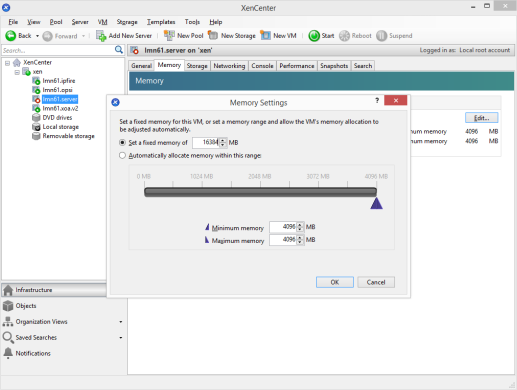 XenCenter
File View Pool Server VM Storage Templates Tools Help
Back Forward Add New Server New Pool New Storage New VM Start Reboot Suspend
Search...
lmn61.server on 'xen' Logged in as: Local root account
XenCenter
xen
lmn61.ipfire
lmn61.opsi
lmn61.server
lmn61.xoa.v2
DVD drives
Local storage
Removable storage
General Memory Storage Networking Console Performance Snapshots Search
Memory
Edit...
mum memory 4096 MB
mum memory 4096 MB
Memory Settings
?
Set a fixed memory for this VM, or set a memory range and allow the VM's memory allocation
to be adjusted automatically.
Set a fixed memory of 16384 MB
Automatically allocate memory within this range:
0 MB 1024 MB 2048 MB 3072 MB 4096 MB
Minimum memory 4096 MB
Maximum memory 4096 MB
OK Cancel
Infrastructure
Objects
Organization Views
Saved Searches
Notifications